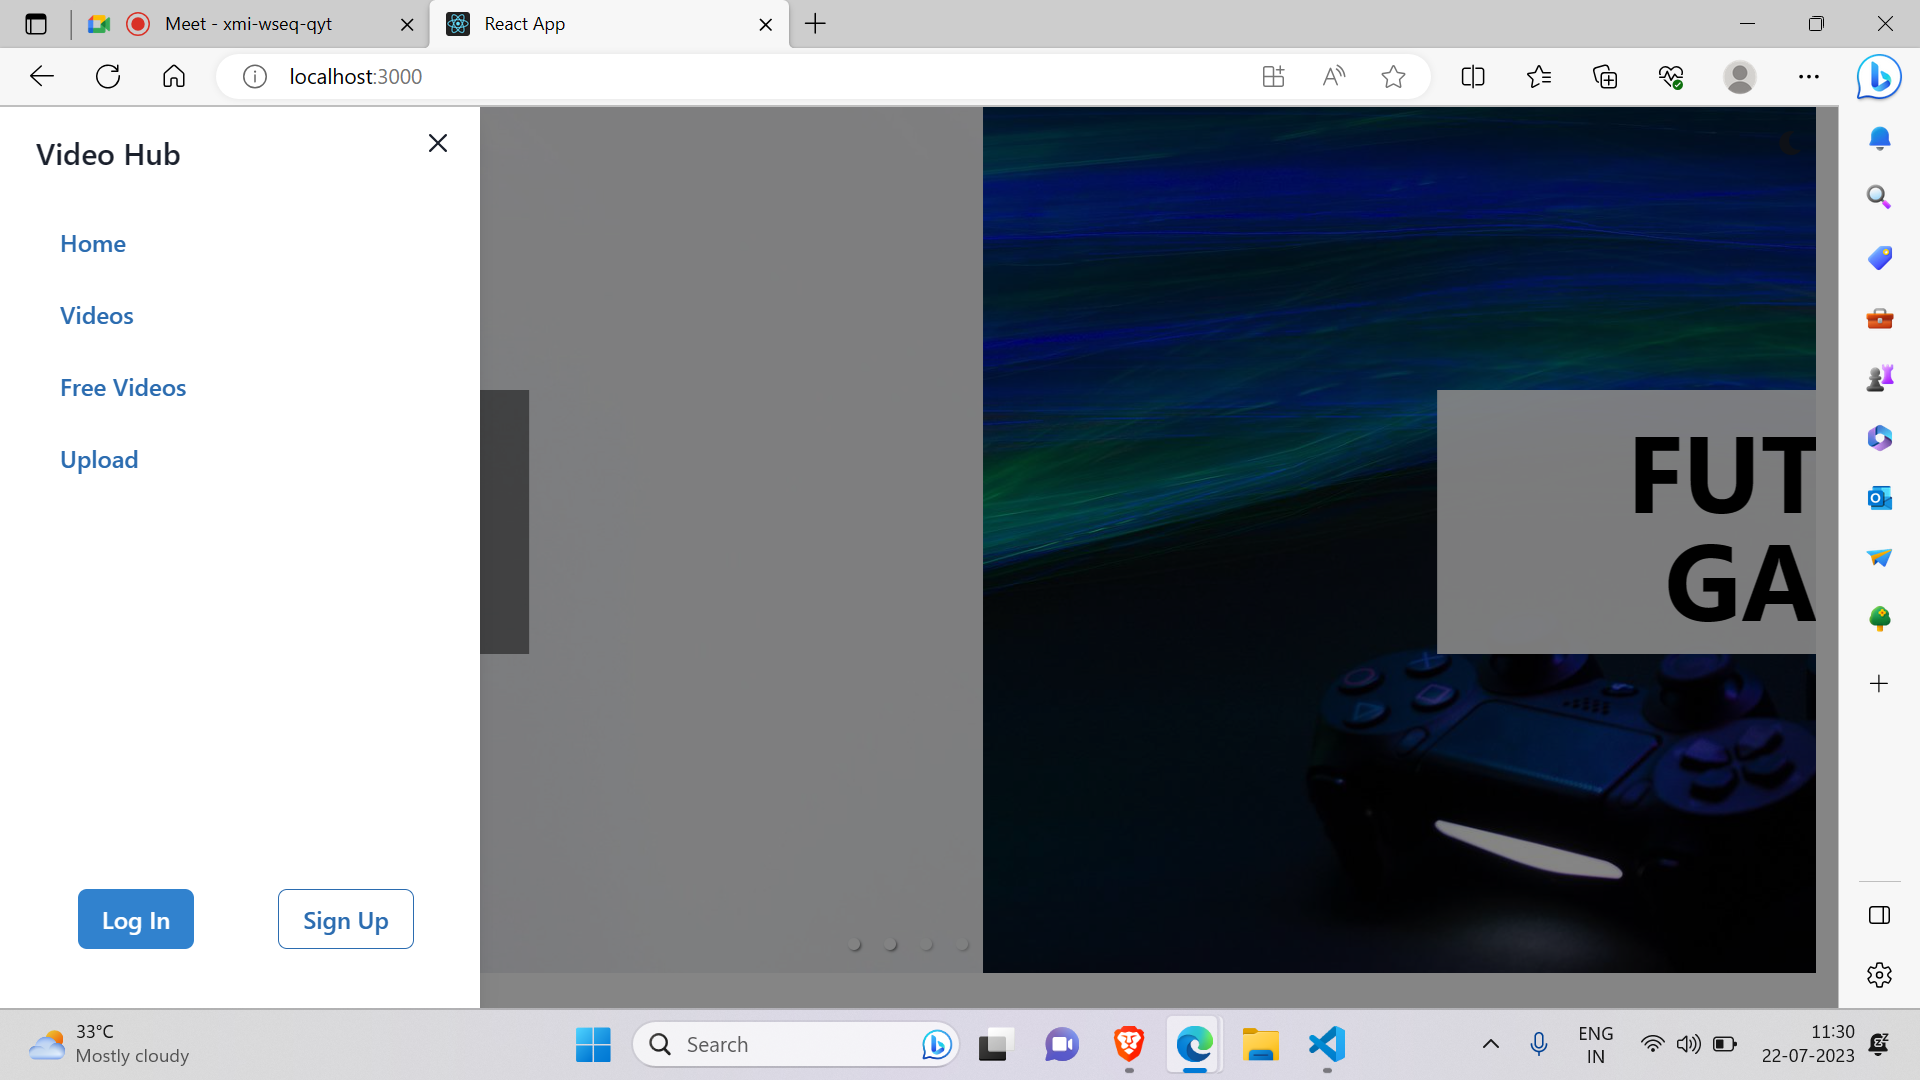 Meet - xmi-wseq-qyt
React App
localhost:3000
Video Hub
Home
Videos
Free Videos
Upload
Log In
Sign Up
FUT
GA
33°C
Mostly cloudy
Search
ENG
IN
11:30
22-07-2023